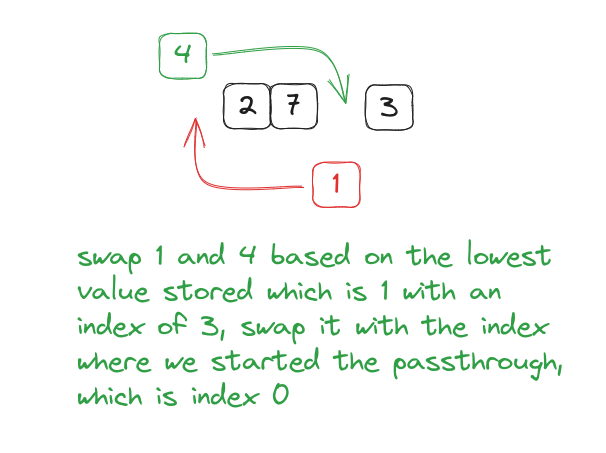 4
2 7 3
1
swap 1 and 4 based on the lowest
value stored which is 1 with an
index of 3, swap it with the index
where we started the passthrough,
which is index 0